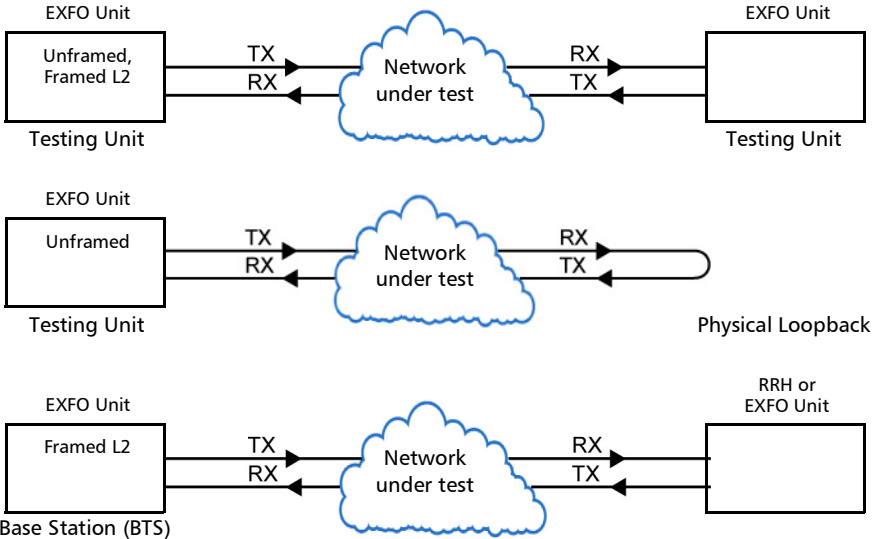 EXFO Unit
EXFO Unit
Unframed,
Framed L2
TX
RX
Network
under test
RX
TX
Testing Unit
Testing Unit
EXFO Unit
Unframed
TX
RX
Network
under test
RX
TX
Testing Unit
Physical Loopback
EXFO Unit
RRH or
EXFO Unit
Framed L2
TX
RX
Network
under test
RX
TX
Base Station (BTS)